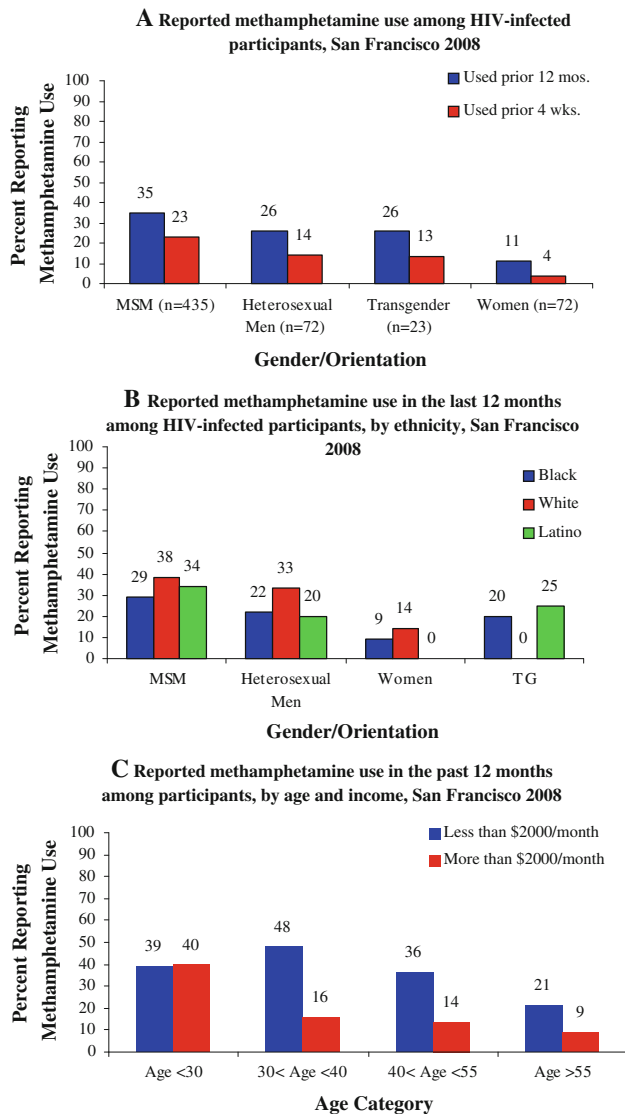 A Reported methamphetamine use among HIV-infected
participants, San Francisco 2008
Percent Reporting
Methamphetamine Use
100
90
80
70
60
50
40
30
20
10
0
Used prior 12 mos.
Used prior 4 wks.
35
23
26
14
26
13
11
4
MSM (n=435)
Heterosexual
Men (n=72)
Transgender
(n=23)
Women (n=72)
Gender/Orientation
B Reported methamphetamine use in the last 12 months
among HIV-infected participants, by ethnicity, San Francisco
2008
Percent Reporting
Methamphetamine Use
100
90
80
70
60
50
40
30
20
10
0
Black
White
Latino
29
38
34
22
33
20
9
14
0
20
0
25
MSM
Heterosexual
Men
Women
TG
Gender/Orientation
C Reported methamphetamine use in the past 12 months
among participants, by age and income, San Francisco 2008
Percent Reporting
Methamphetamine Use
100
90
80
70
60
50
40
30
20
10
0
Less than $2000/month
More than $2000/month
39
40
48
16
36
14
21
9
Age <30
30< Age <40
40< Age <55
Age >55
Age Category